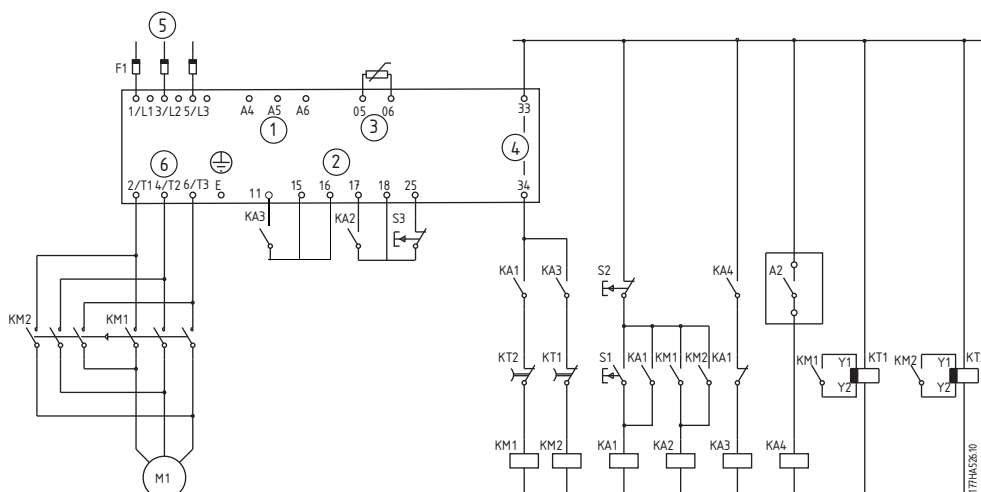 5
F1
1/L1 3/L2 5/L3 A4 A5 A6 05 06 33
1 3
4
6 2
2/T1 4/T2 6/T3 E 11 15 16 17 18 25 34
KA3 KA2 S3
KA1 KA3 S2 KA4 A2
KM2 KM1
KT2 KT1 S1 KA1 KM1 KM2 KA1 KM1 Y1 KT1 KM2 Y1
Y2 Y2
KM1 KM2 KA1 KA2 KA3 KA4
M1
177HA526.10